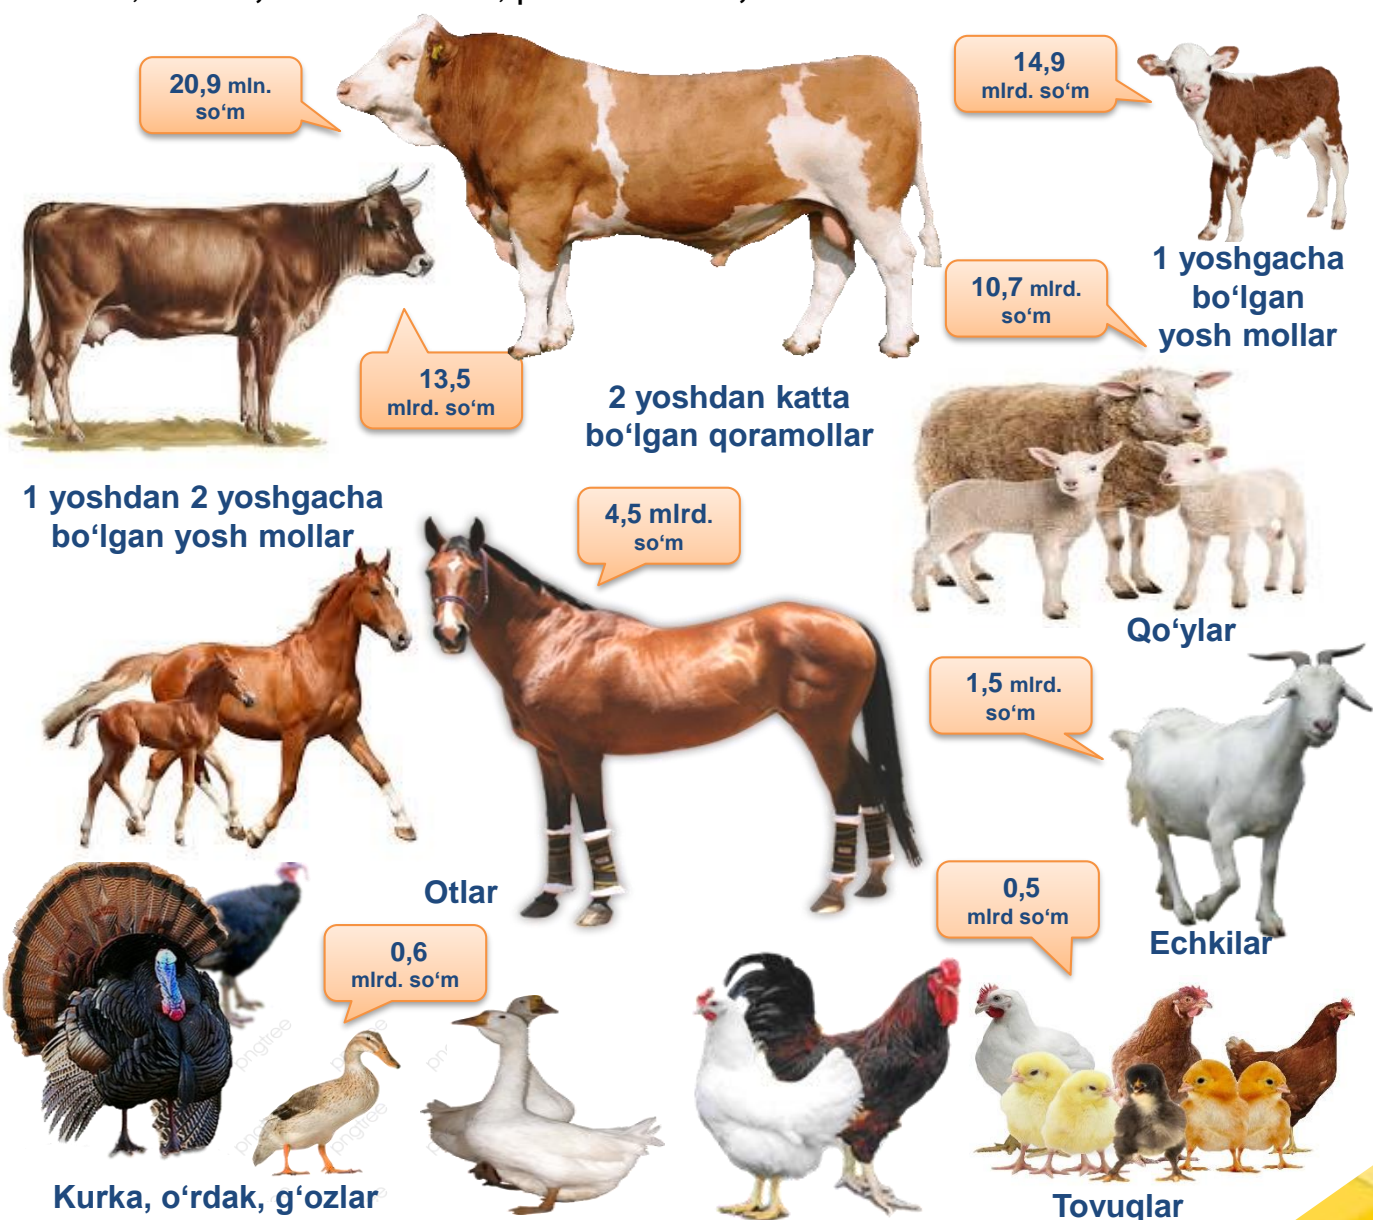 20,9 mln.
so‘m
14,9
mlrd. so‘m
1 yoshgacha
bo‘lgan
yosh mollar
10,7 mlrd.
so‘m
13,5
mlrd. so‘m
2 yoshdan katta
bo‘lgan qoramollar
1 yoshdan 2 yoshgacha
bo‘lgan yosh mollar
4,5 mlrd.
so‘m
Qo‘ylar
1,5 mlrd.
so‘m
Otlar
0,5
mlrd so‘m
Echkilar
0,6
mlrd. so‘m
pngtree
pngtree
Kurka, o‘rdak, g‘ozlar
Tovuqlar